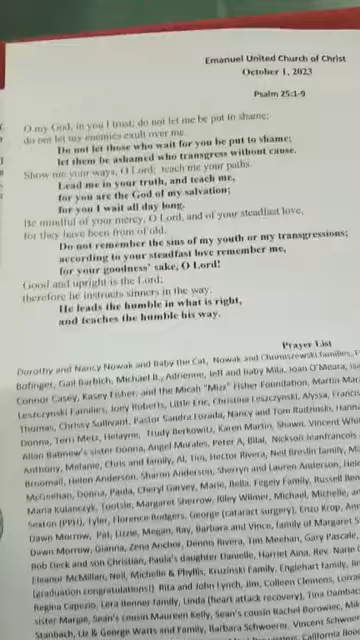 Emanuel United Church of Christ
October 1, 2023
Psalm 25:1-9
O my God, in you I trust; do not let me be put to shame;
do not let my enemies exult over me.
Do not let those who wait for you be put to shame;
let them be ashamed who transgress without cause.
Show me your ways, O Lord; teach me your paths.
Lead me in your truth, and teach me,
for you are the God of my salvation;
for you I wait all day long.
Be mindful of your mercy, O Lord, and of your steadfast love,
for they have been from of old.
Do not remember the sins of my youth or my transgressions;
according to your steadfast love remember me,
for your goodness' sake, O Lord!
Good and upright is the Lord;
therefore he instructs sinners in the way.
He leads the humble in what is right,
and teaches the humble his way.
Prayer List
Dorothy and Nancy Nowak and Baby the Cat, Nowak and Families,
Gail Barbich, Michael B., Adrienne, Jeff and Baby Mila, Joan O'Meara,
Connor Casey, Kasey Fisher, and the Micah "Mizz" Fisher Foundation, Martin
Leszczynski Families, Joey Roberts, Little Eric, Christina Leszczynski, Alyssa,
Thomas, Chrissy Sullivant, Pastor Sandra Lozada, Nancy and Tom Rudzinski,
Donna, Terri Metz, Helayne, Trudy Berkowitz, Karen Martin, Shawn, Vincent
Allan Babnew's sister Donna, Angel Morales, Peter A, Bilal, Nickson
Anthony, Melanie, Chris and family, Al, Tim, Hector Rivera, Neil Breslin family,
Broomall, Helen Anderson, Sharon Anderson, Sherryn and Lauren Anderson,
McGeehan, Donna, Paula, Cheryl Garvey, Marie, Bella, Fegely Family, Russell
Maria Kulanczyk, Tootsie, Margaret Sherrow, Riley Wilmer, Michael, Michelle,
Sexton (PPH), Tyler, Florence Rodgers, George (cataract surgery), Enzo Krop,
Dawn Morrow, Pat, Lizzie, Megan, Ray, Barbara and Vince, family of Margaret
Dawn Morrow, Gianna, Zena Anchor, Dennis Rivera, Tim Meehan, Gary Pascale,
Bob Deck and son Christian, Paula's daughter Danielle, Harriet Aina, Rev. Narie
Eleanor McMillan, Neil, Michelle & Phyllis, Kruzinski Family, Englehart family,
(graduation congratulations!) Rita and John Lynch, Jim, Colleen Clemens,
Regina Capuzio, Lera Benner family, Linda (heart attack recovery), Tina
sister Margie, Sean's cousin Maureen Kelly, Sean's cousin Rachel Borowiec,
Stanbach, Liz & George Watts and Family, Barbara Schwoerer, Vincent